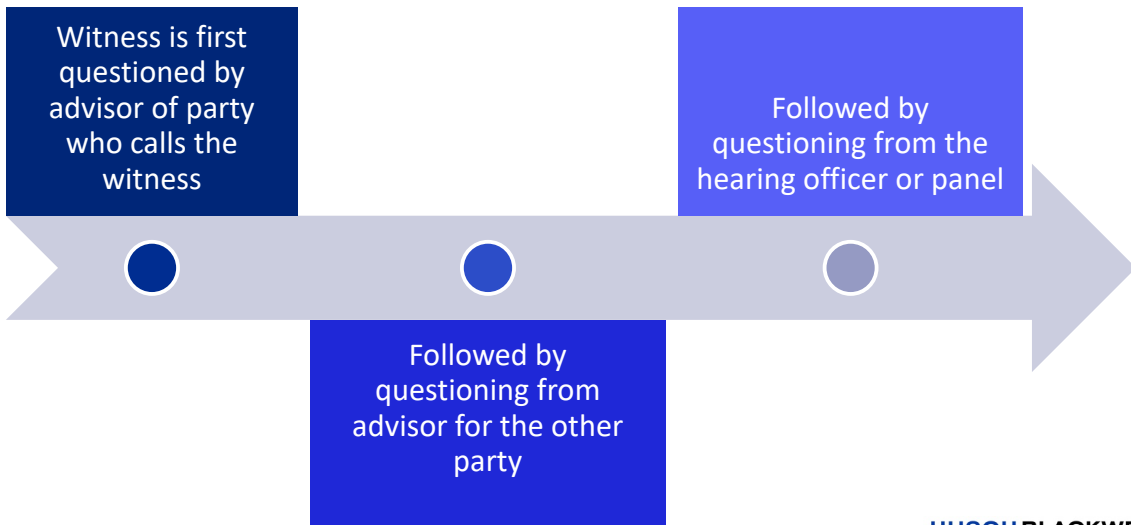 Witness is first
questioned by
advisor of party
who calls the
witness
Followed by
questioning from
advisor for the other
party
Followed by
questioning from the
hearing officer or panel